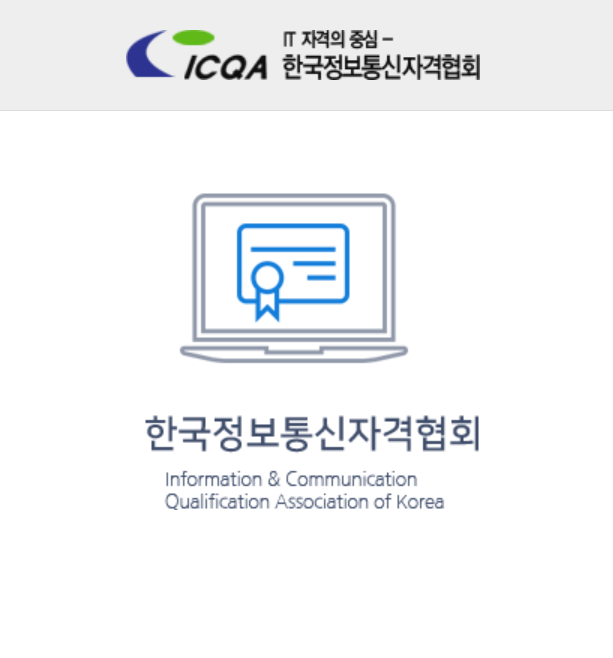 ICQA
IT 자격의 중심 –
한국정보통신자격협회
한국정보통신자격협회
Information & Communication
Qualification Association of Korea